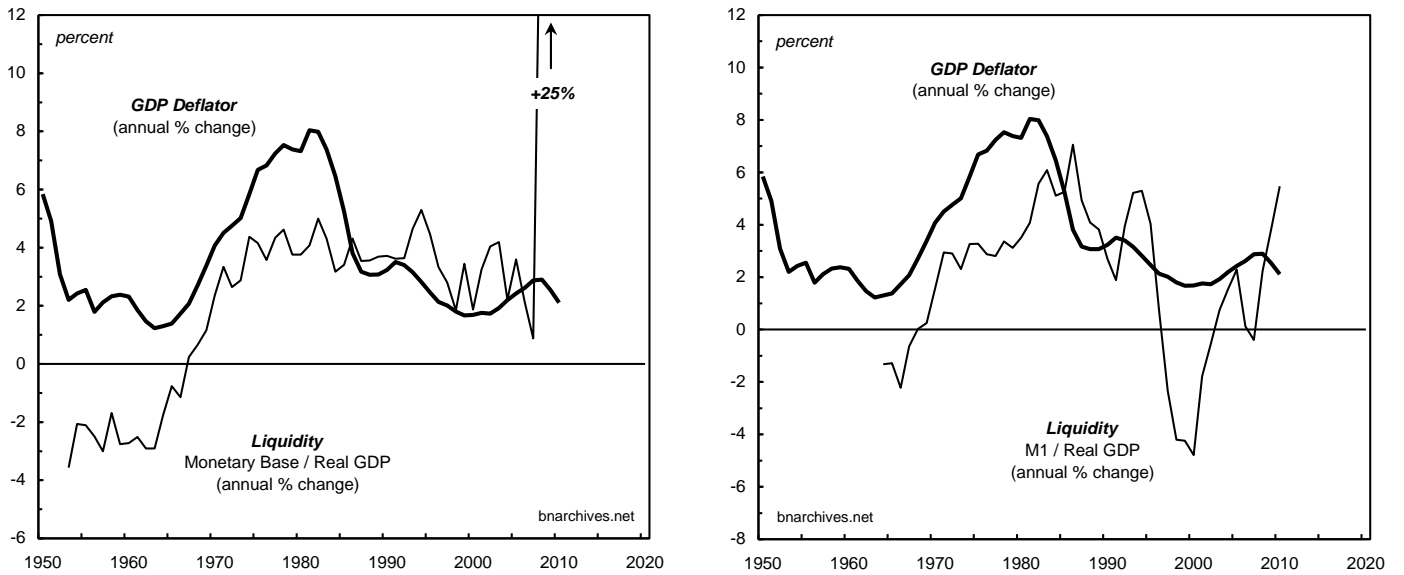 12
10
8
6
4
2
0
-2
-4
-6
percent
GDP Deflator
(annual % change)
+25%
Liquidity
Monetary Base / Real GDP
(annual % change)
bnarchives.net
1950 1960 1970 1980 1990 2000 2010 2020
12
10
8
6
4
2
0
-2
-4
-6
-8
percent
GDP Deflator
(annual % change)
Liquidity
M1 / Real GDP
(annual % change)
bnarchives.net
1950 1960 1970 1980 1990 2000 2010 2020